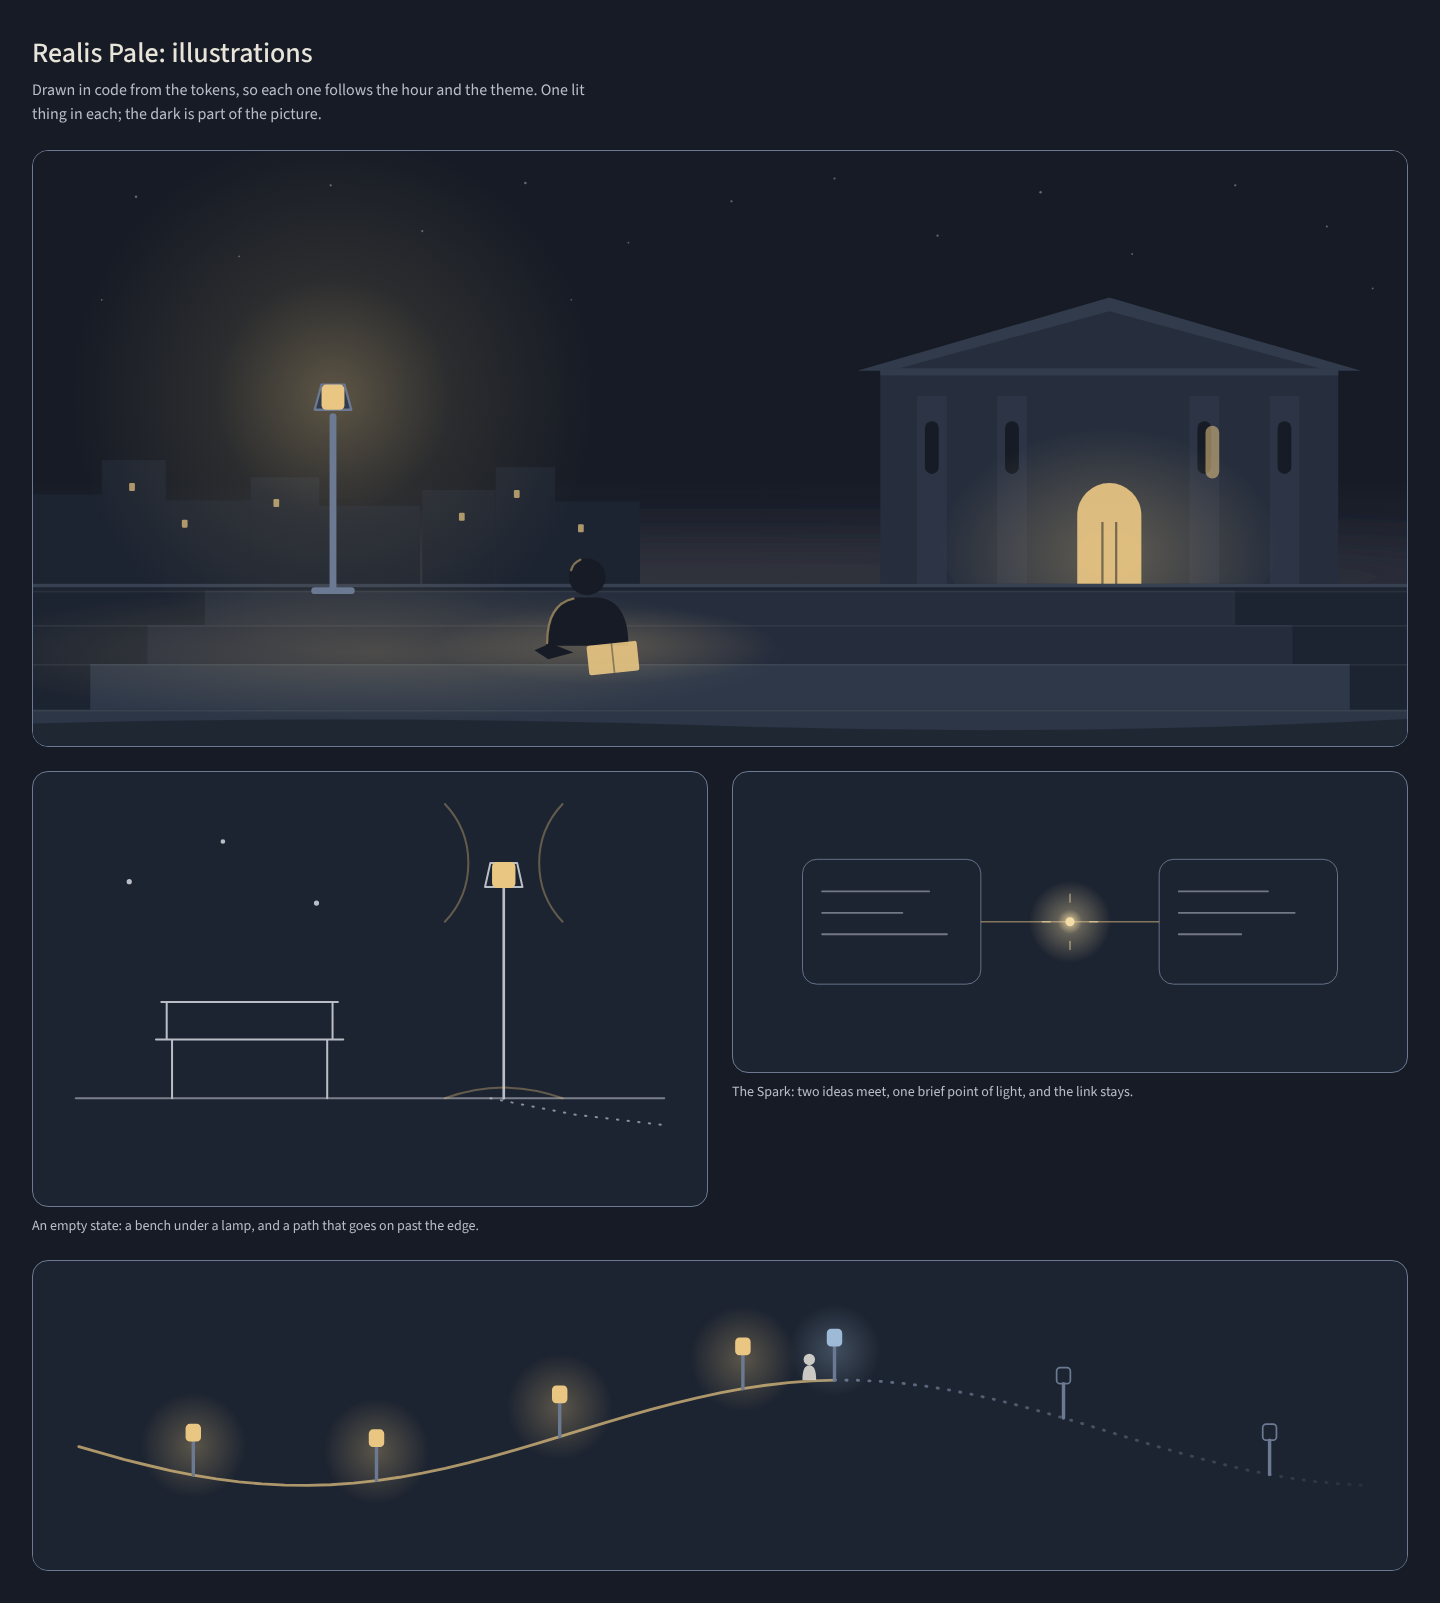 Realis Pale: illustrations
Drawn in code from the tokens, so each one follows the hour and the theme. One lit
thing in each; the dark is part of the picture.
The Spark: two ideas meet, one brief point of light, and the link stays.
An empty state: a bench under a lamp, and a path that goes on past the edge.